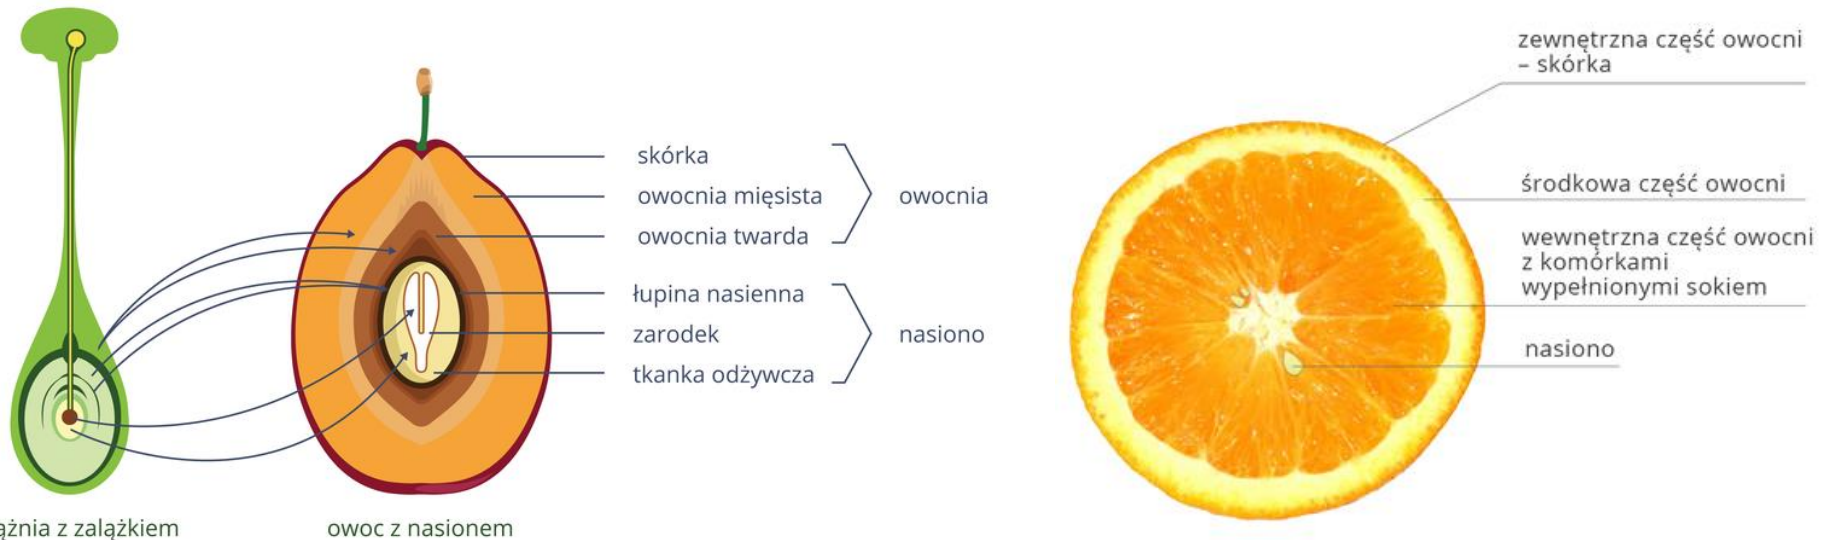 skórka
owocnia mięsista
owocnia twarda
owocnia
łupina nasienna
zarodek
tkanka odżywcza
nasiono
z zalążkiem
owoc z nasionem
zewnętrzna część owocni
– skórka
środkowa część owocni
wewnętrzna część owocni
z komórkami
wypełnionymi sokiem
nasiono